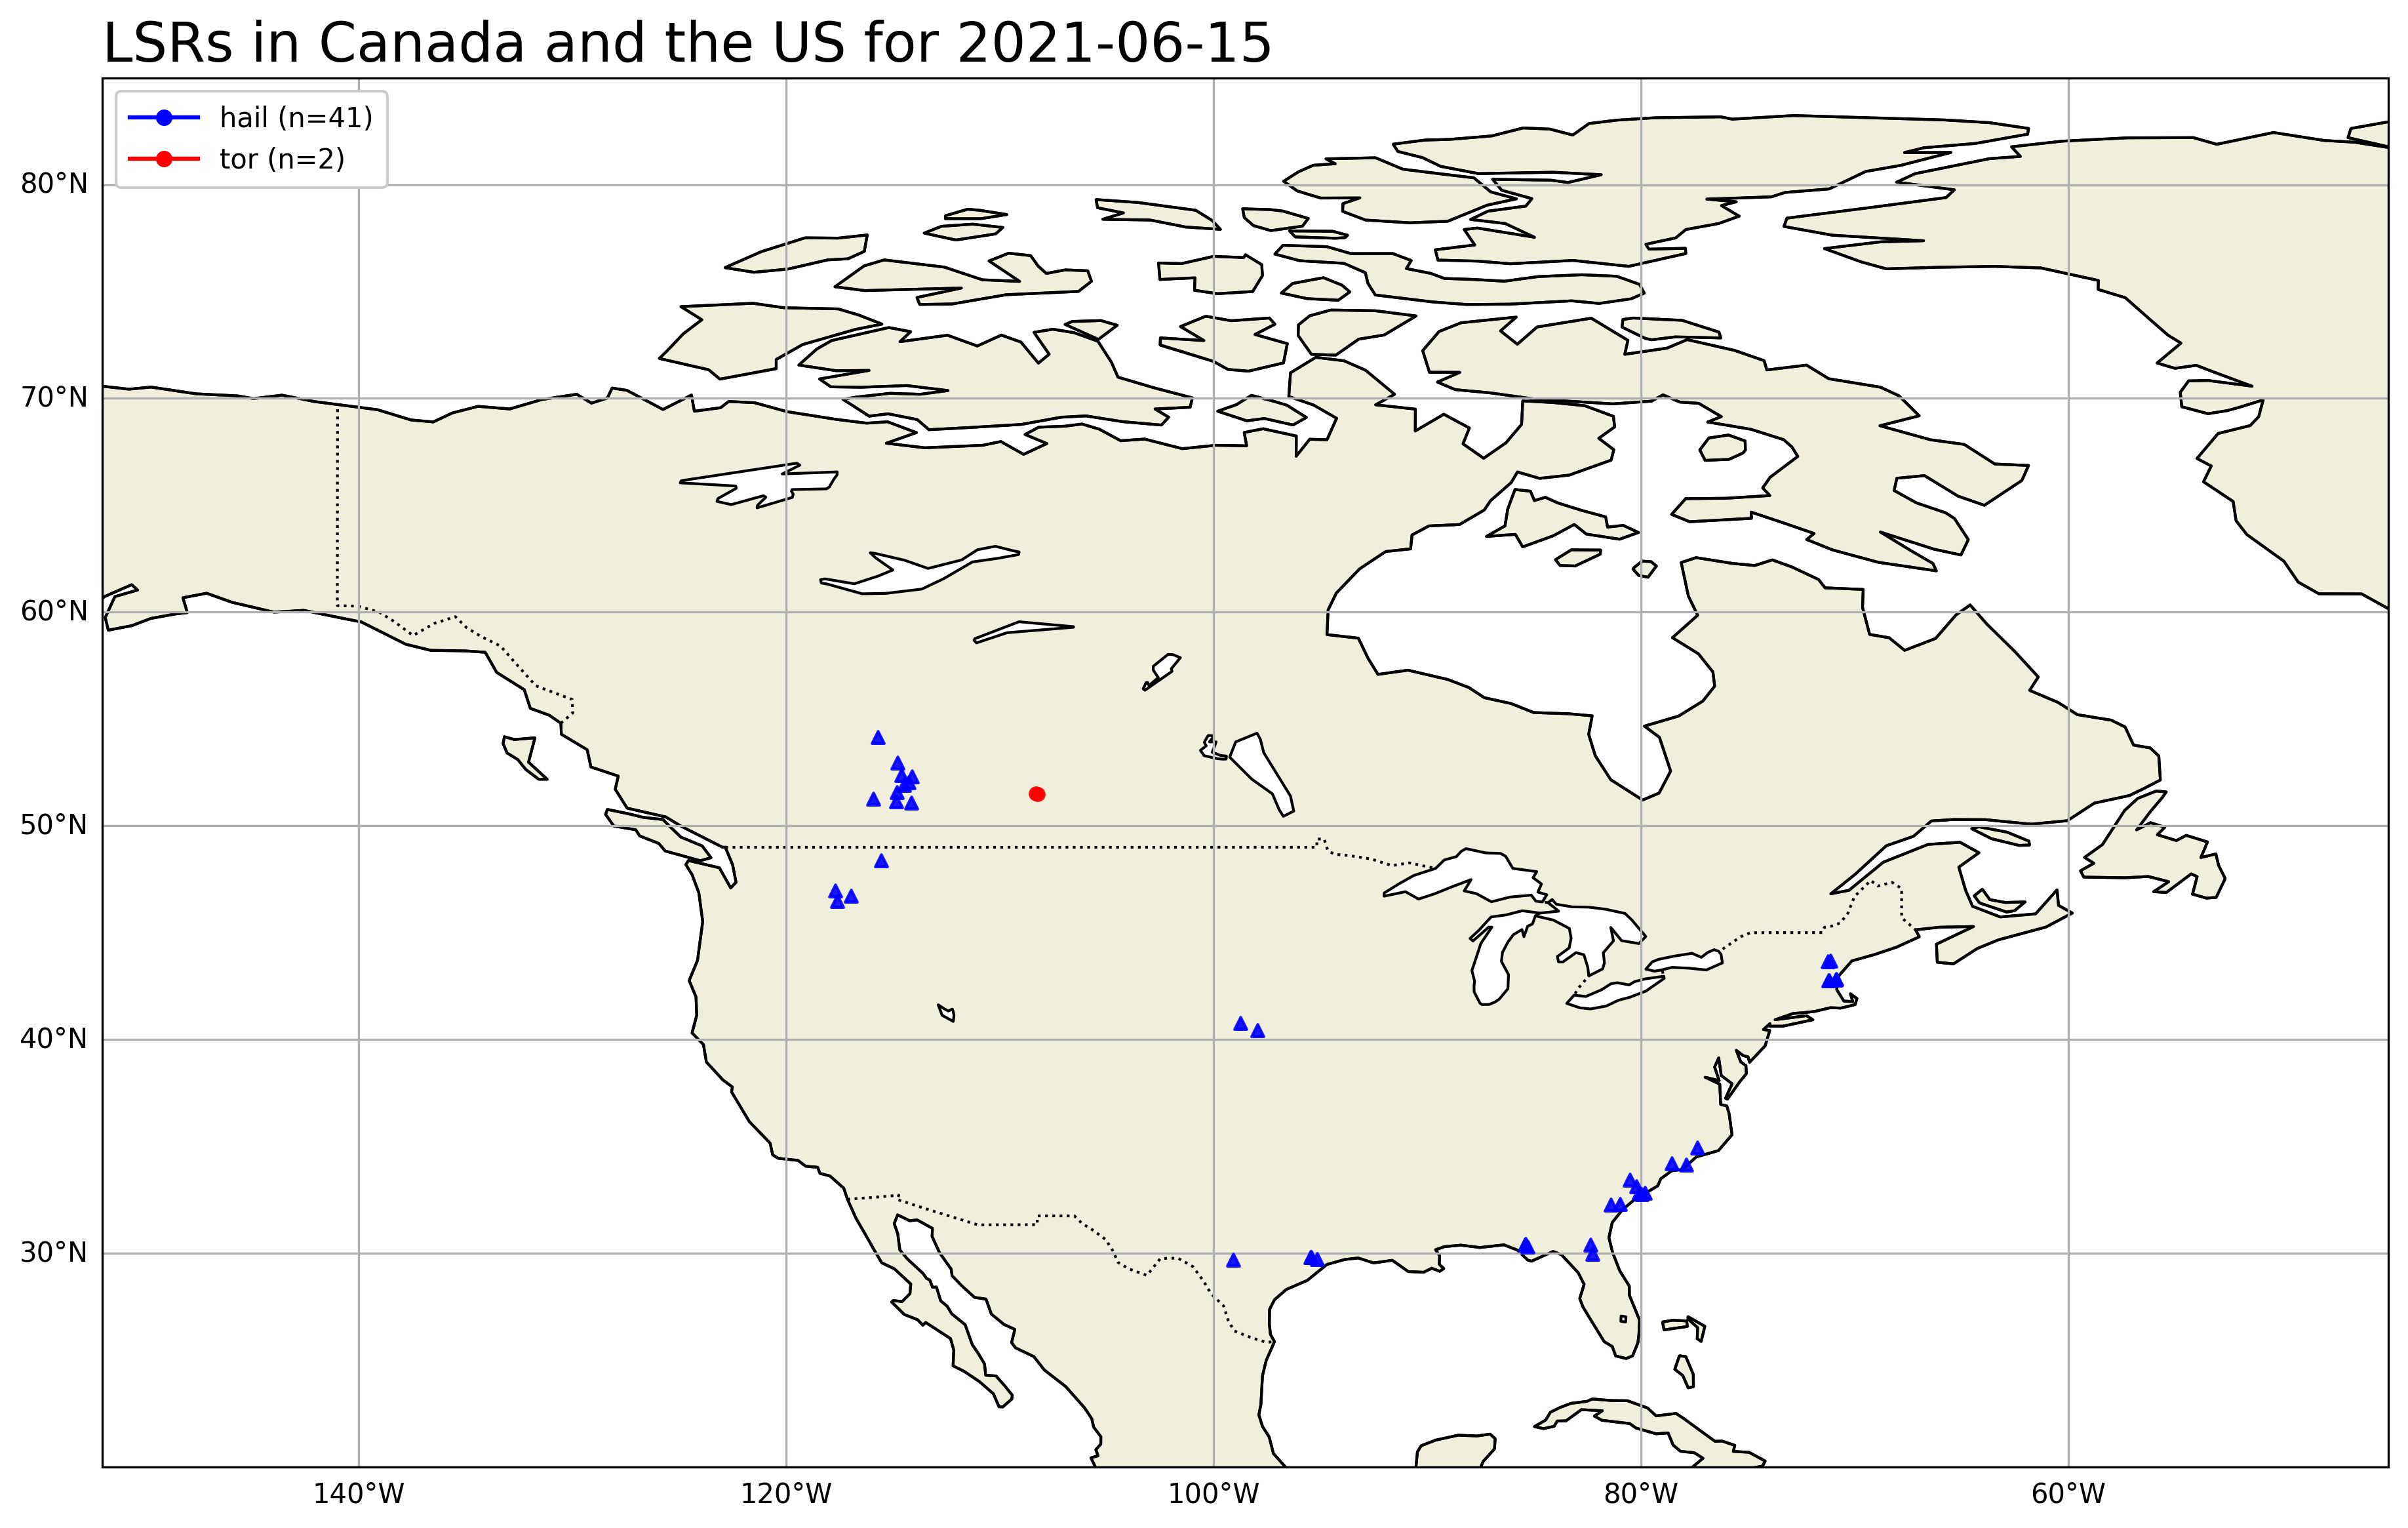 LSRs in Canada and the US for 2021-06-15
hail (n=41)
tor (n=2)
80°N
70°N
60°N
50°N
40°N
30°N
140°W 120°W 100°W 80°W 60°W